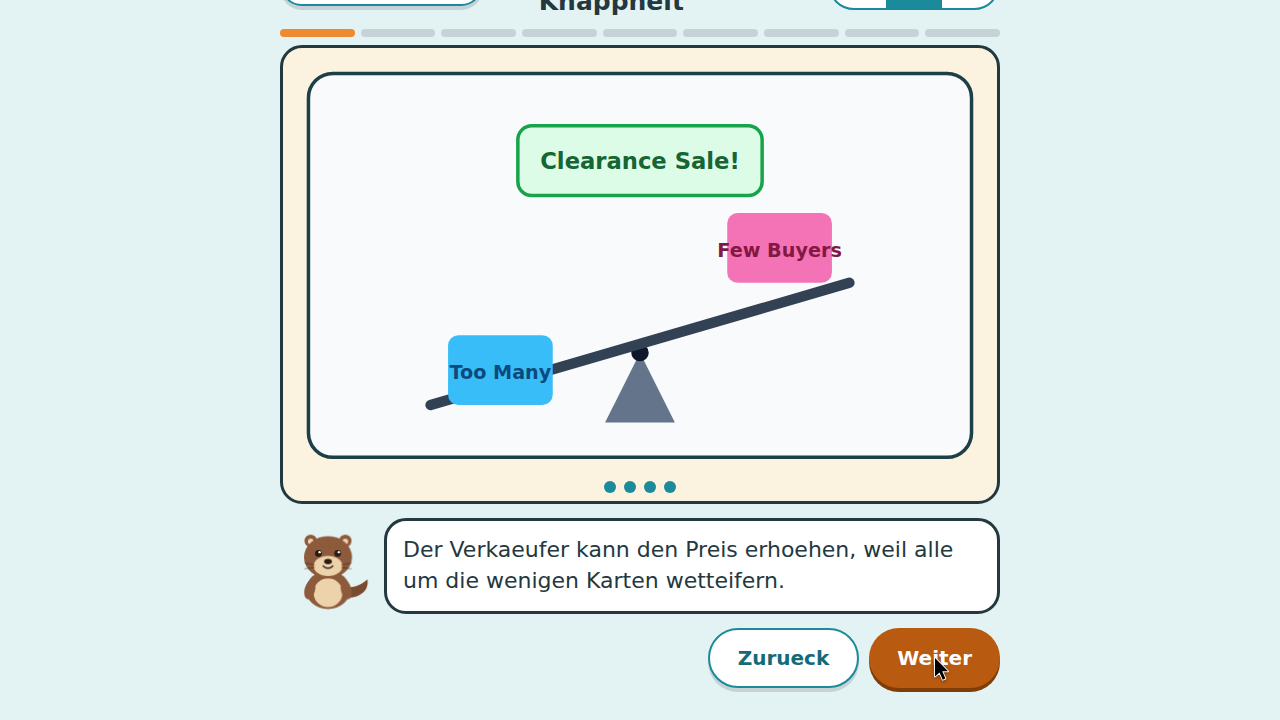 Knappheit
Clearance Sale!
Few Buyers
Too Many
Der Verkaeufer kann den Preis erhoehen, weil alle
um die wenigen Karten wetteifern.
Zurueck
Weiter